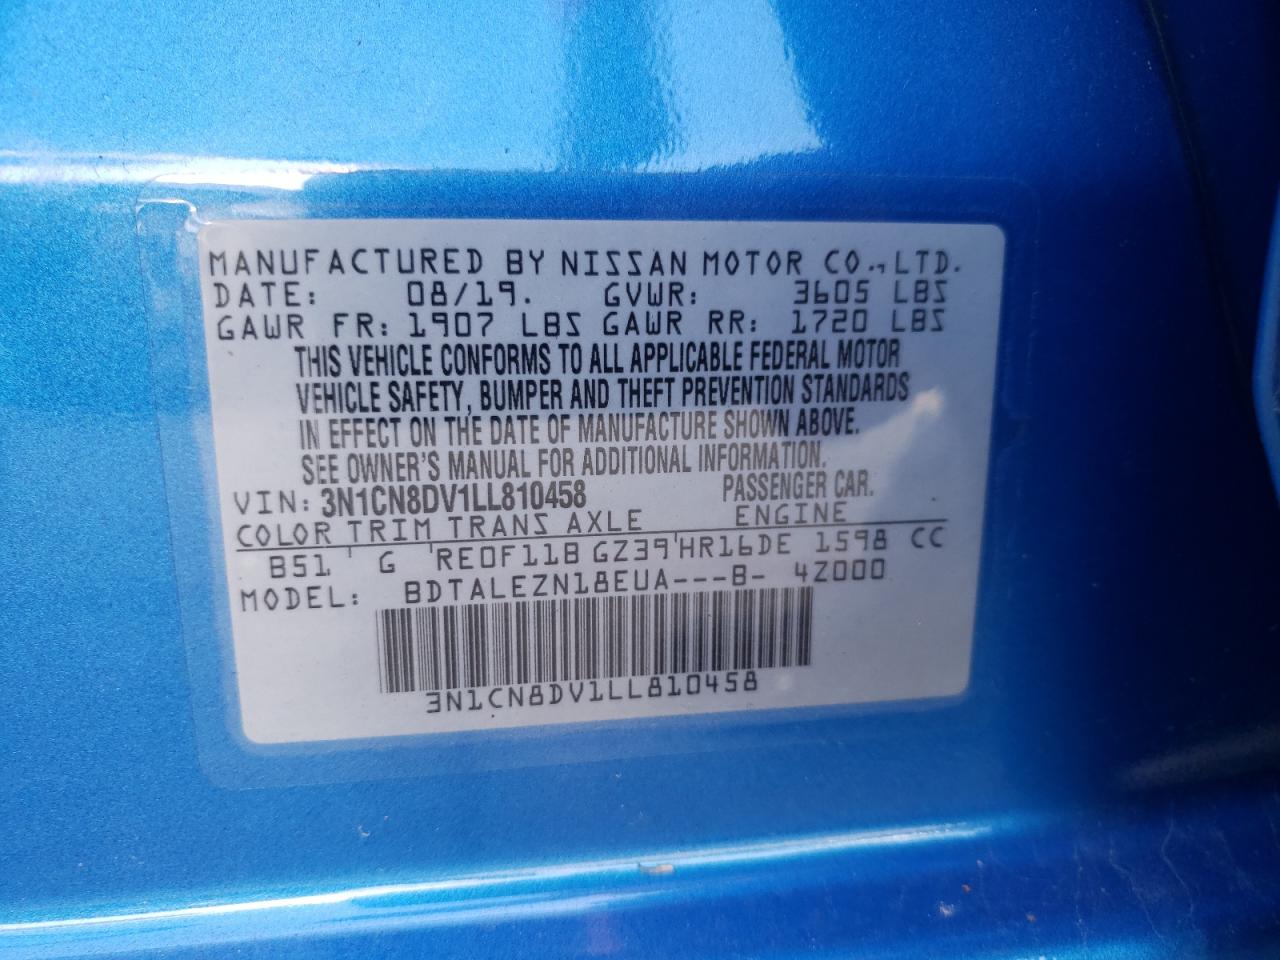 MANUFACTURED BY NISSAN MOTOR CO., LTD.
DATE: 08/19. GVWR: 3605 LBS
GAWR FR: 1907 LBS GAWR RR: 1720 LBS
THIS VEHICLE CONFORMS TO ALL APPLICABLE FEDERAL MOTOR
VEHICLE SAFETY, BUMPER AND THEFT PREVENTION STANDARDS
IN EFFECT ON THE DATE OF MANUFACTURE SHOWN ABOVE.
SEE OWNER'S MANUAL FOR ADDITIONAL INFORMATION.
VIN: 3N1CN8DV1LL810458 PASSENGER CAR.
COLOR TRIM TRANS AXLE ENGINE
B51 ' G 'RE0F11B GZ39'HR16DE 1598 CC
MODEL: BDTALEZN18EUA---B- 4Z000
3N1CN8DV1LL810458